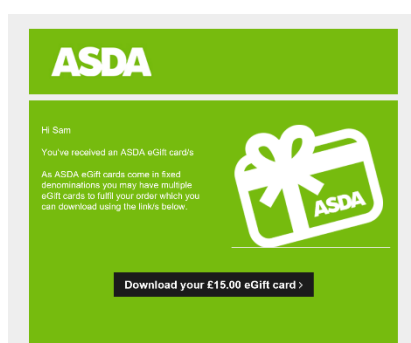 ASDA
Hi Sam
You've received an ASDA eGift card/s
As ASDA eGift cards come in fixed
denominations you may have multiple
eGift cards to fulfil your order which you
can download using the link/s below.
ASDA
Download your £15.00 eGift card ›